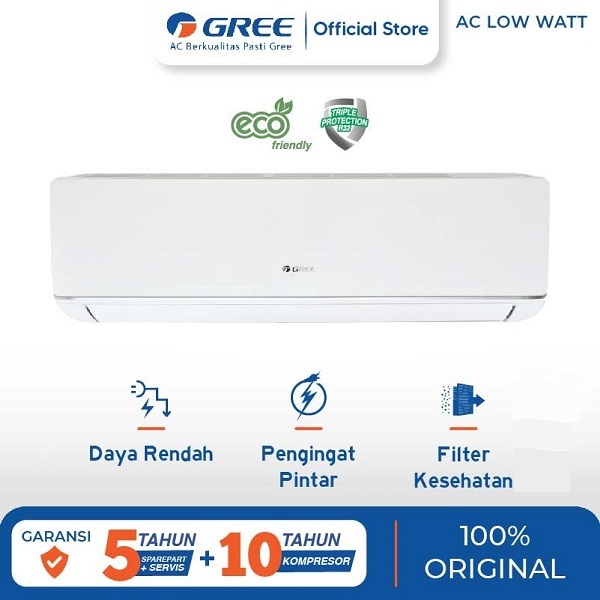 GREE
AC Berkualitas Pasti Gree
Official Store
AC LOW WATT
eco
friendly
TRIPLE
PROTECTION
R32
GREE
Daya Rendah
Pengingat
Pintar
Filter
Kesehatan
GARANSI
5 TAHUN
SPAREPART
+ SERVIS
+
10 TAHUN
KOMPRESOR
100%
ORIGINAL